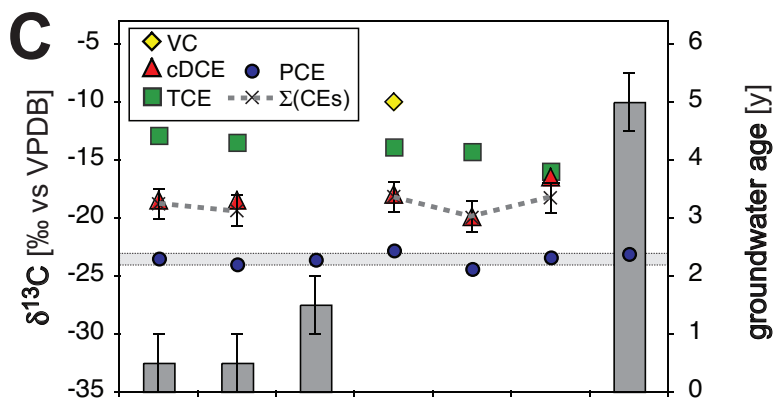 C
VC
cDCE
PCE
TCE
Σ(CEs)
δ¹³C [‰ vs VPDB]
-5
-10
-15
-20
-25
-30
-35
6
5
4
3
2
1
0
groundwater age [y]